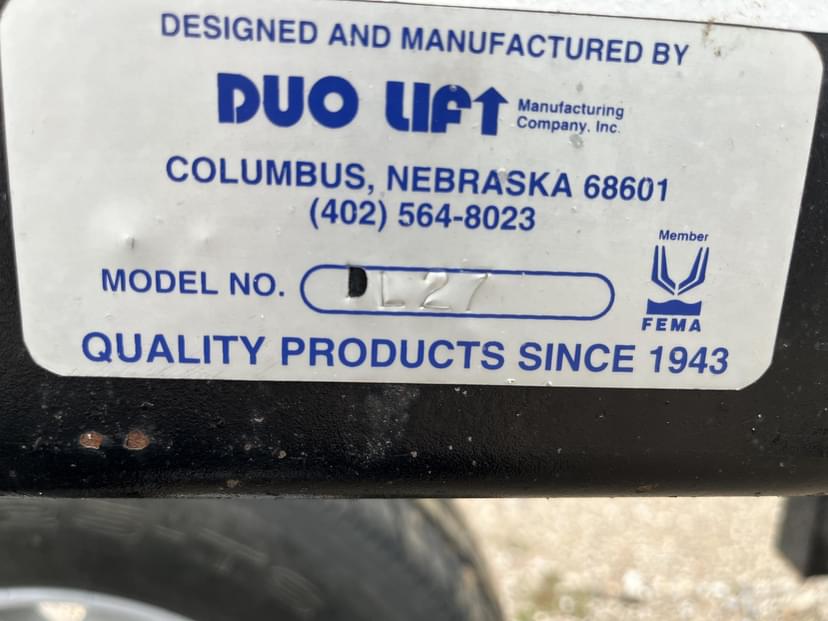 DESIGNED AND MANUFACTURED BY
DUO LIFT Manufacturing Company, Inc.
COLUMBUS, NEBRASKA 68601
(402) 564-8023
Member
MODEL NO. DL27
FEMA
QUALITY PRODUCTS SINCE 1943